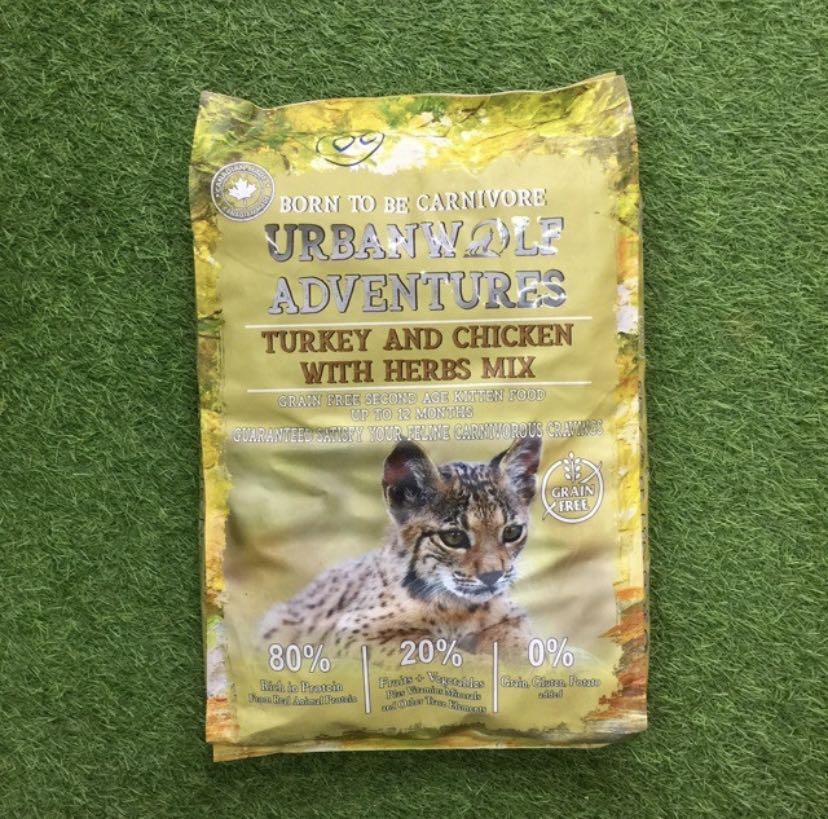 BORN TO BE CARNIVORE
URBANWOLF
ADVENTURES
TURKEY AND CHICKEN
WITH HERBS MIX
GRAIN FREE SECOND AGE KITTEN FOOD
UP TO 12 MONTHS
GUARANTEED SATISFY YOUR FELINE CARNIVOROUS CRAVINGS
GRAIN
FREE
80%
Rich in Protein
From Real Animal Protein
20%
Fruits + Vegetables
Plus Vitamins Minerals
and Other Trace Elements
0%
Grain, Gluten, Potato
added